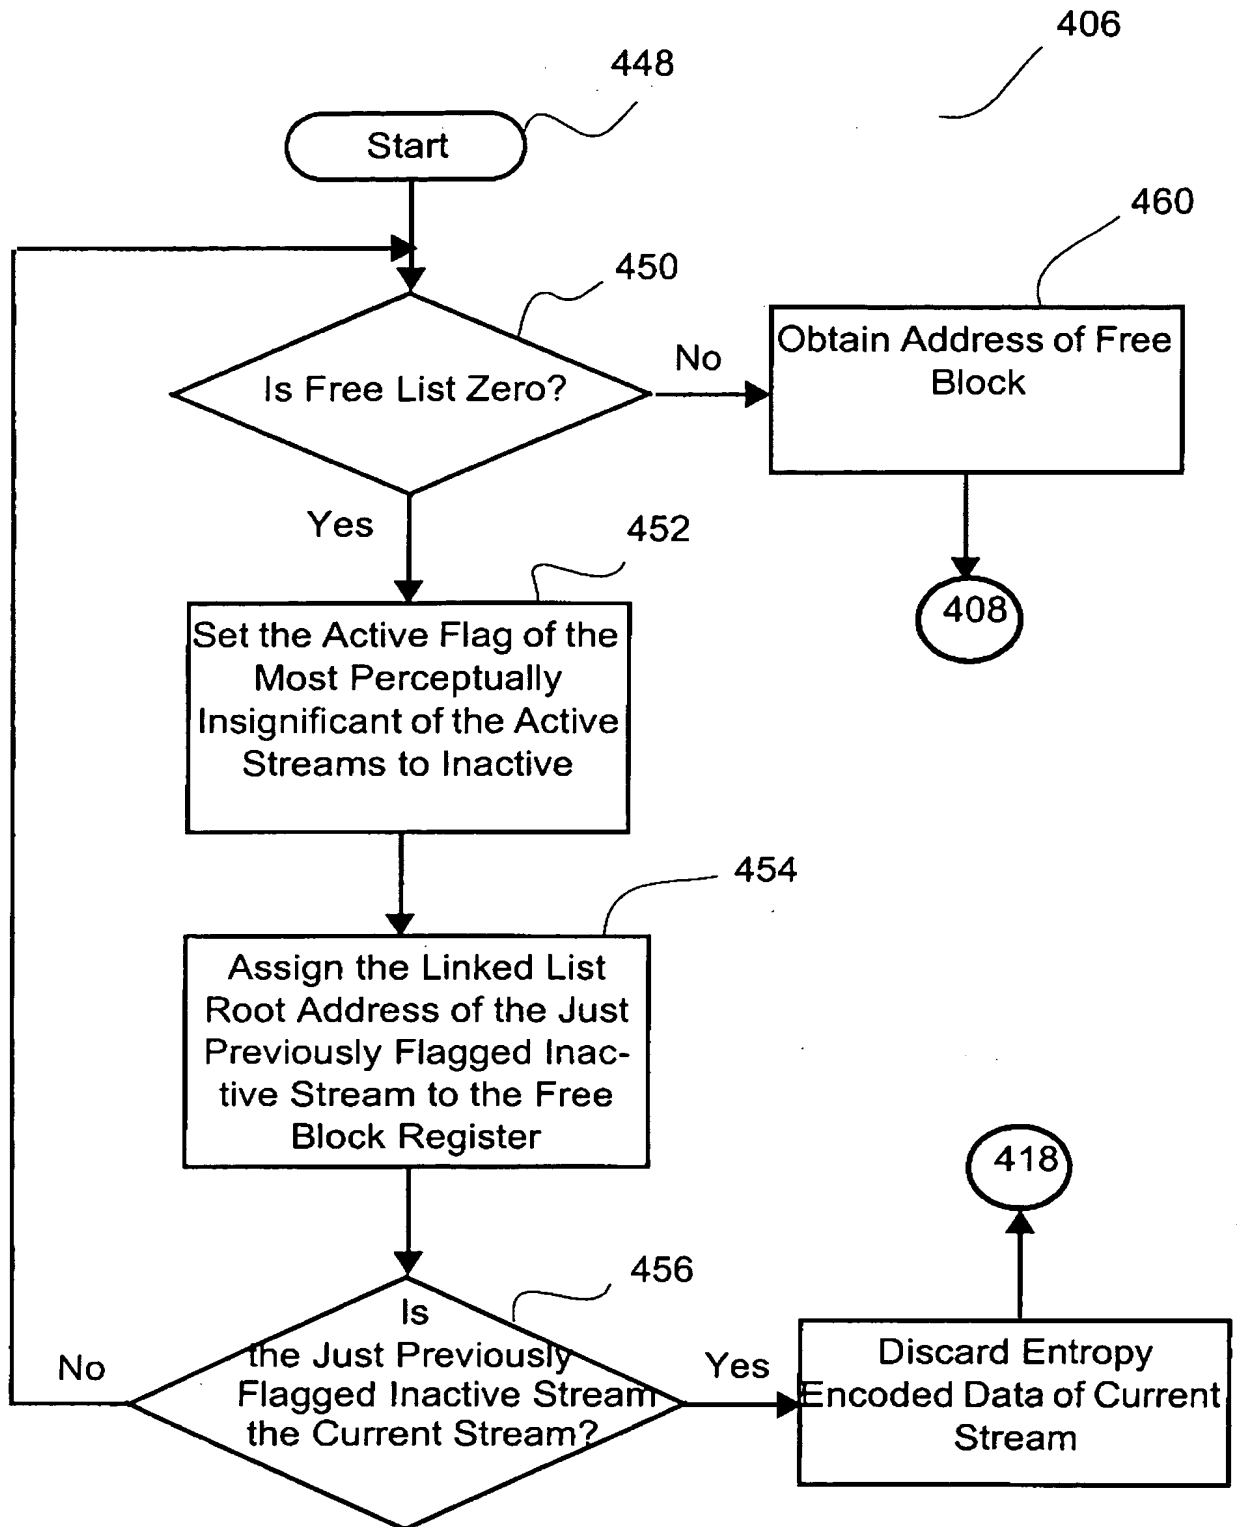 406
448
Start
460
450
Obtain Address of Free
Block
No
Is Free List Zero?
Yes
452
408
Set the Active Flag of the
Most Perceptually
Insignificant of the Active
Streams to Inactive
454
Assign the Linked List
Root Address of the Just
Previously Flagged Inac-
tive Stream to the Free
Block Register
418
456
Is
the Just Previously
Flagged Inactive Stream
the Current Stream?
No
Yes
Discard Entropy
Encoded Data of Current
Stream